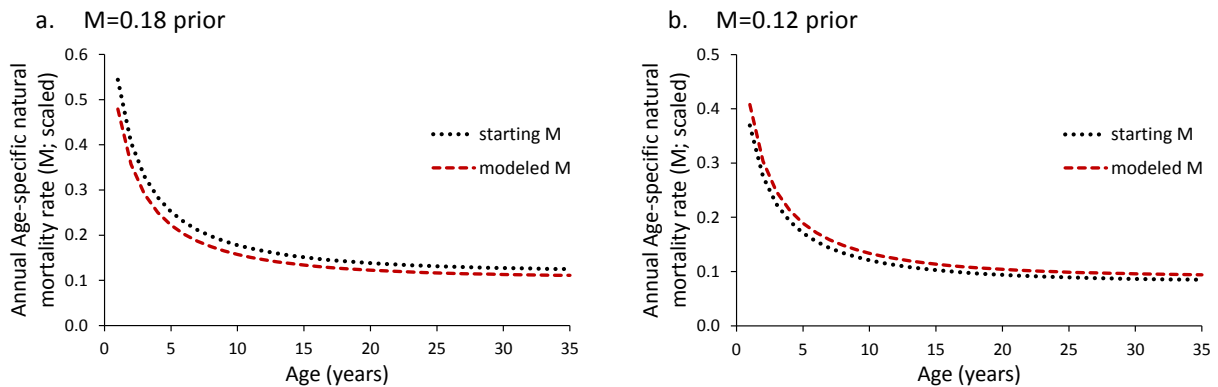 a. M=0.18 prior
Annual Age-specific natural
mortality rate (M; scaled)
0.6
0.5
0.4
0.3
0.2
0.1
0.0
0 5 10 15 20 25 30 35
Age (years)
starting M
modeled M
b. M=0.12 prior
Annual Age-specific natural
mortality rate (M; scaled)
0.5
0.4
0.3
0.2
0.1
0.0
0 5 10 15 20 25 30 35
Age (years)
starting M
modeled M